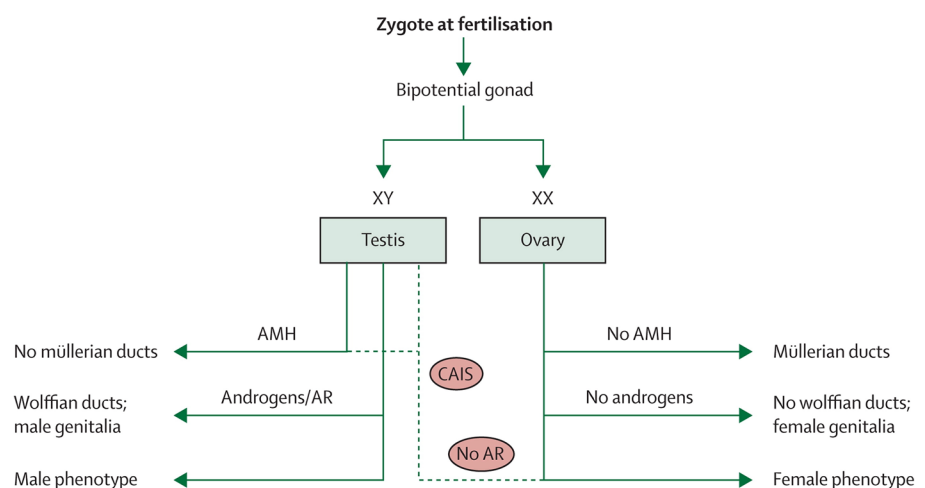 Zygote at fertilisation
Bipotential gonad
XY
XX
Testis
Ovary
AMH
No AMH
No müllerian ducts
Müllerian ducts
CAIS
Androgens/AR
No androgens
Wolffian ducts;
male genitalia
No wolffian ducts;
female genitalia
No AR
Male phenotype
Female phenotype